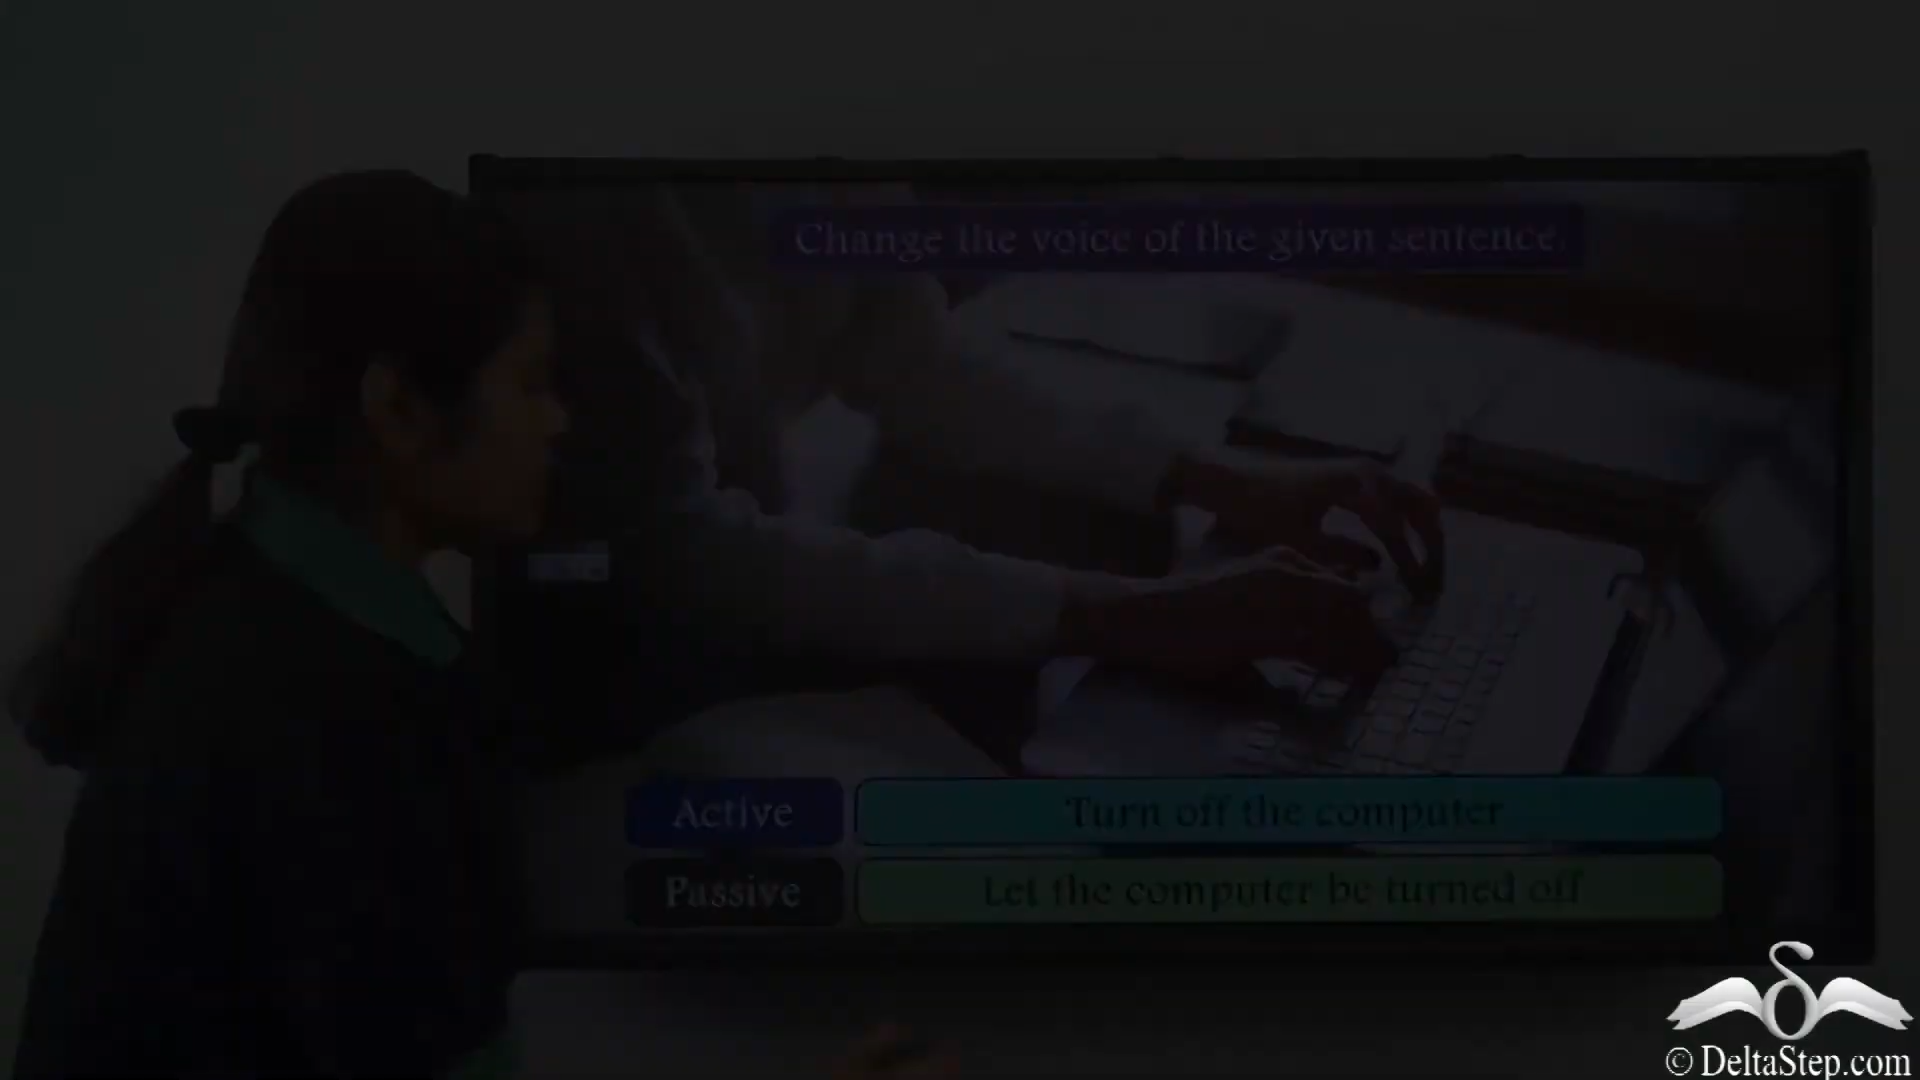 Change the voice of the given sentence.
Active
Turn off the computer
Passive
Let the computer be turned off
© DeltaStep.com